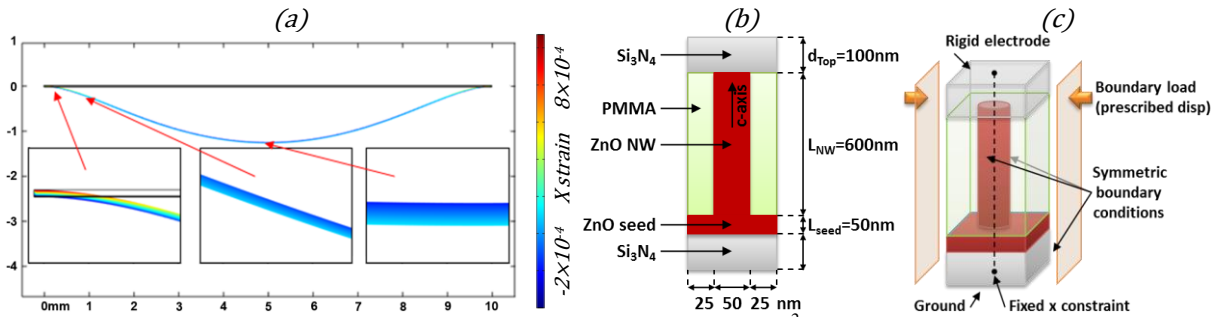 (a)
1
0
-1
-2
-3
-4
0mm 1 2 3 4 5 6 7 8 9 10
X strain
8×10⁻⁴
-2×10⁻⁴
(b)
Si₃N₄
PMMA
ZnO NW
ZnO seed
Si₃N₄
c-axis
dTop=100nm
LNW=600nm
Lseed=50nm
25 50 25 nm
(c)
Rigid electrode
Boundary load
(prescribed disp)
Symmetric
boundary
conditions
Ground
Fixed x constraint